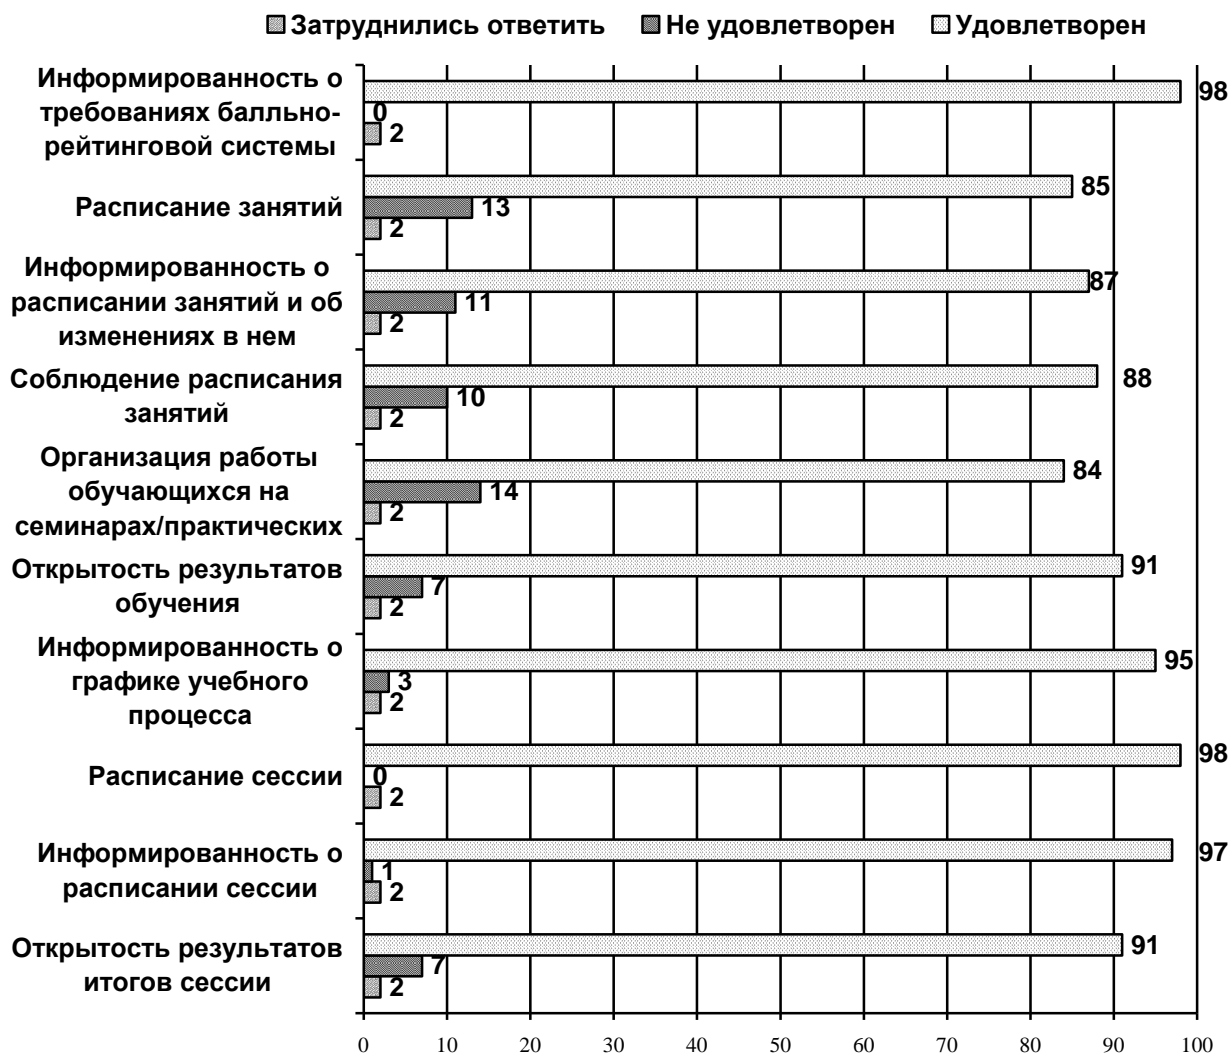 Затруднились ответить Не удовлетворен Удовлетворен
Информированность о
требованиях балльно-
рейтинговой системы
98
0
2
Расписание занятий
85
13
2
Информированность о
расписании занятий и об
изменениях в нем
87
11
2
Соблюдение расписания
занятий
88
10
2
Организация работы
обучающихся на
семинарах/практических
84
14
2
Открытость результатов
обучения
91
7
2
Информированность о
графике учебного
процесса
95
3
2
Расписание сессии
98
0
2
Информированность о
расписании сессии
97
1
2
Открытость результатов
итогов сессии
91
7
2
0 10 20 30 40 50 60 70 80 90 100